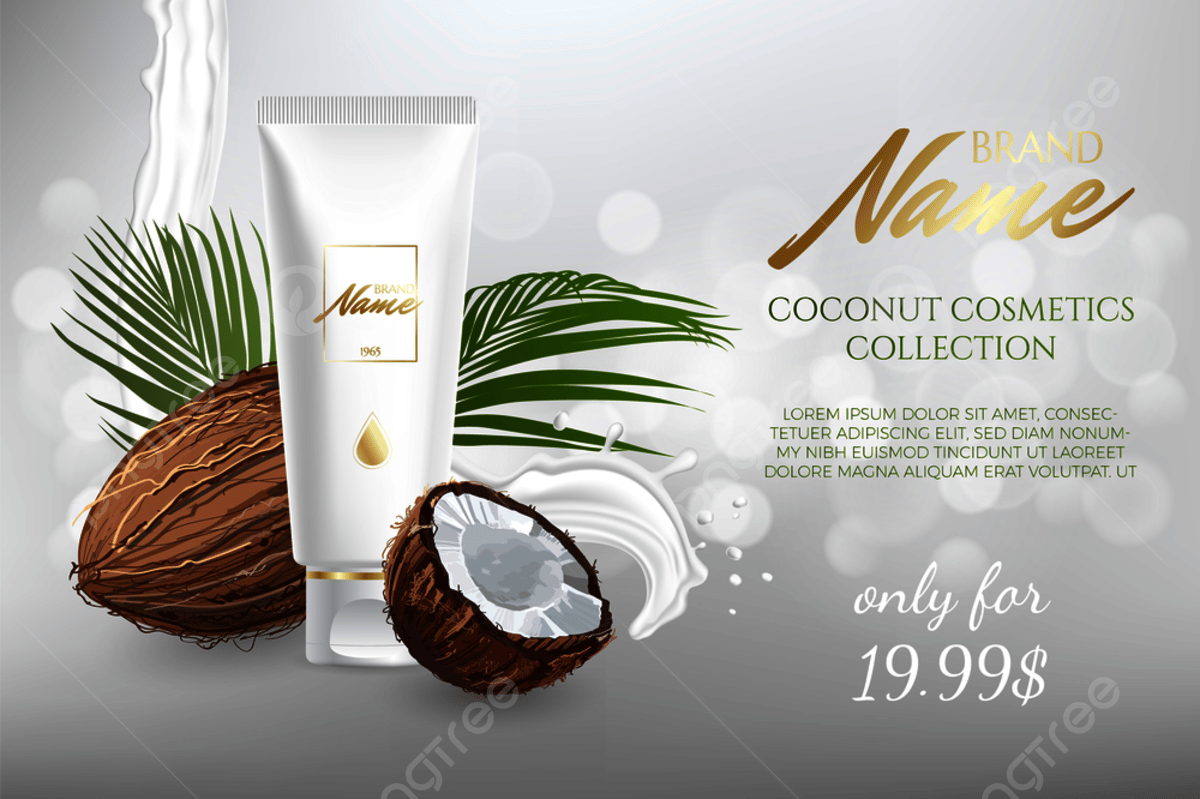 BRAND
Name
COCONUT COSMETICS
COLLECTION
LOREM IPSUM DOLOR SIT AMET, CONSEC-
TETUER ADIPISCING ELIT, SED DIAM NONUM-
MY NIBH EUISMOD TINCIDUNT UT LAOREET
DOLORE MAGNA ALIQUAM ERAT VOLUTPAT. UT
only for
19.99$
BRAND
Name
1965
pngtree